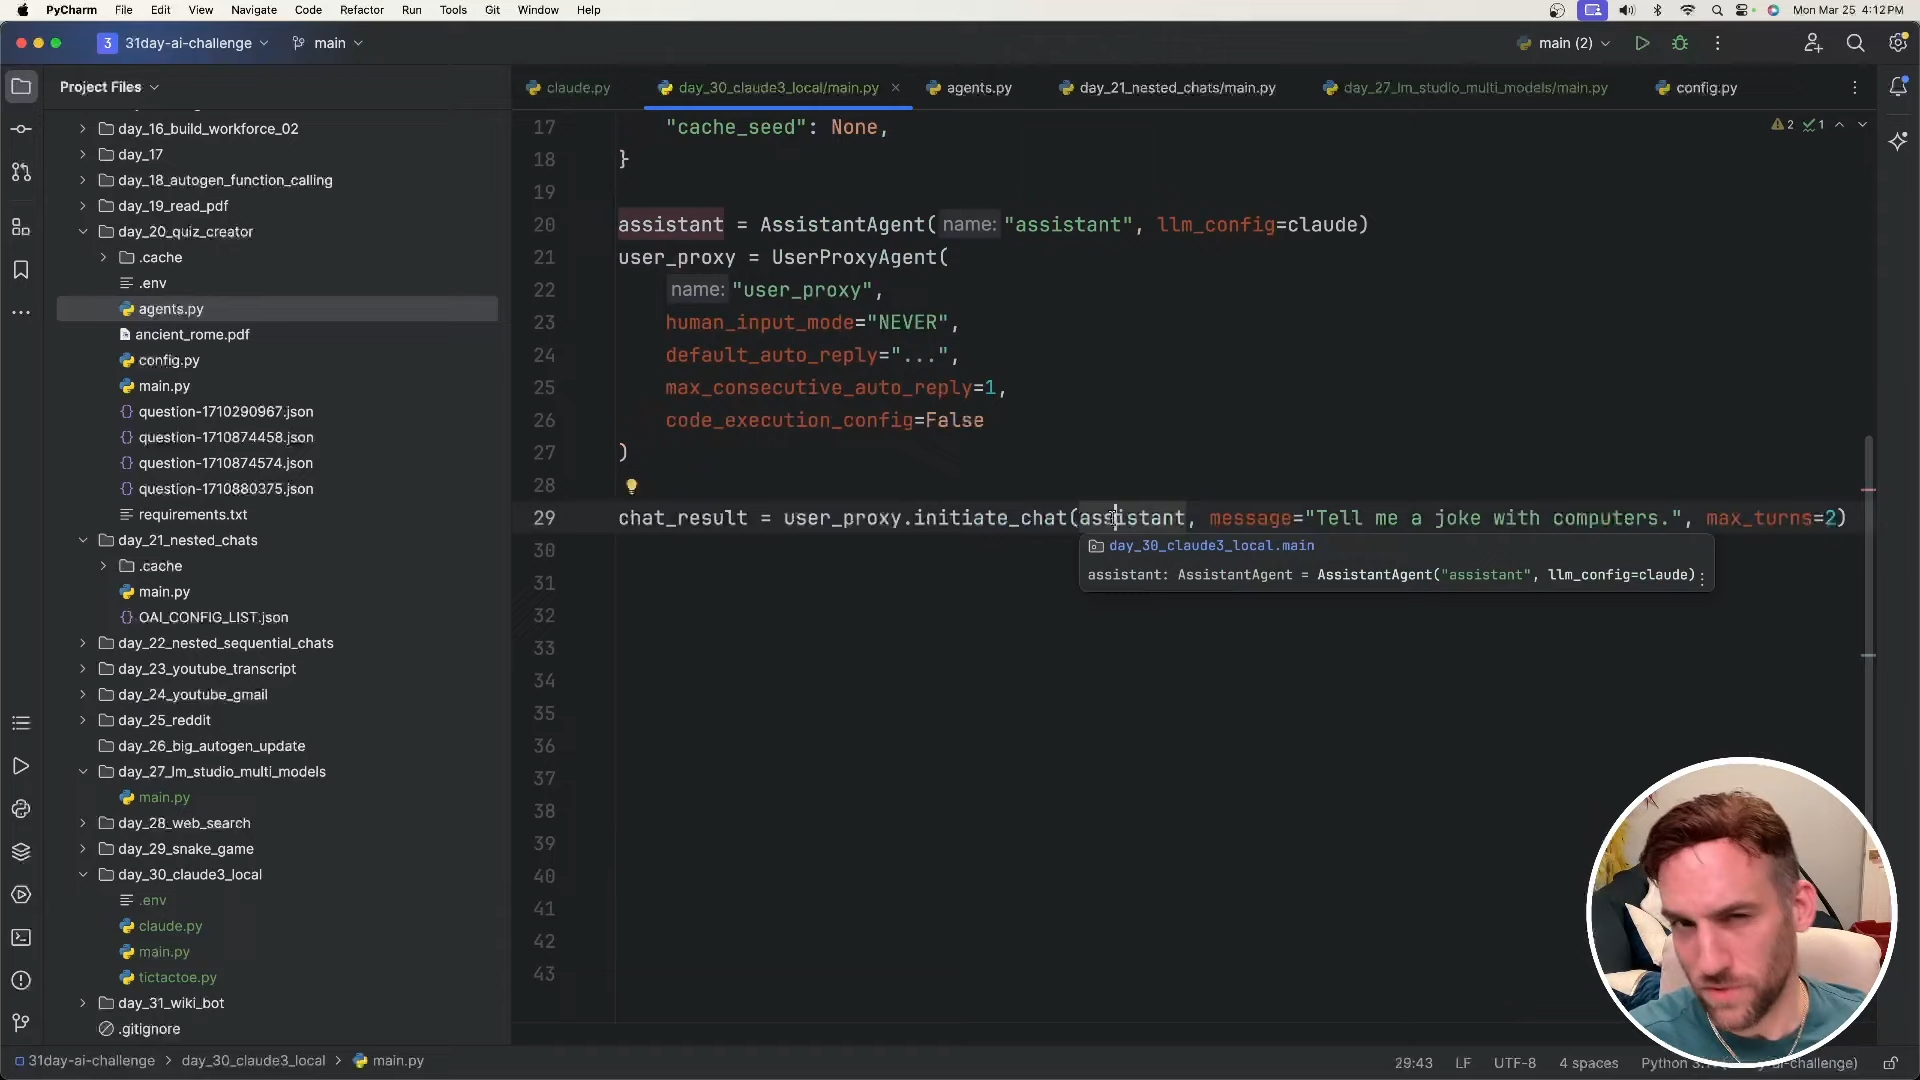 PyCharm File Edit View Navigate Code Refactor Run Tools Git Window Help Mon Mar 25 4:12 PM
3 31day-ai-challenge main main (2)
Project Files
claude.py day_30_claude3_local/main.py agents.py day_21_nested_chats/main.py day_27_lm_studio_multi_models/main.py config.py
day_16_build_workforce_02
day_17
day_18_autogen_function_calling
day_19_read_pdf
day_20_quiz_creator
.cache
.env
agents.py
ancient_rome.pdf
config.py
main.py
question-1710290967.json
question-1710874458.json
question-1710874574.json
question-1710880375.json
requirements.txt
day_21_nested_chats
.cache
main.py
OAI_CONFIG_LIST.json
day_22_nested_sequential_chats
day_23_youtube_transcript
day_24_youtube_gmail
day_25_reddit
day_26_big_autogen_update
day_27_lm_studio_multi_models
main.py
day_28_web_search
day_29_snake_game
day_30_claude3_local
.env
claude.py
main.py
tictactoe.py
day_31_wiki_bot
.gitignore
2 1
17 "cache_seed": None,
18 }
19
20 assistant = AssistantAgent( name: "assistant", llm_config=claude)
21 user_proxy = UserProxyAgent(
22 name: "user_proxy",
23 human_input_mode="NEVER",
24 default_auto_reply="...",
25 max_consecutive_auto_reply=1,
26 code_execution_config=False
27 )
28
29 chat_result = user_proxy.initiate_chat(assistant, message="Tell me a joke with computers.", max_turns=2)
30
day_30_claude3_local.main
assistant: AssistantAgent = AssistantAgent("assistant", llm_config=claude)
31
32
33
34
35
36
37
38
39
40
41
42
43
31day-ai-challenge > day_30_claude3_local > main.py
29:43 LF UTF-8 4 spaces Python -challenge)